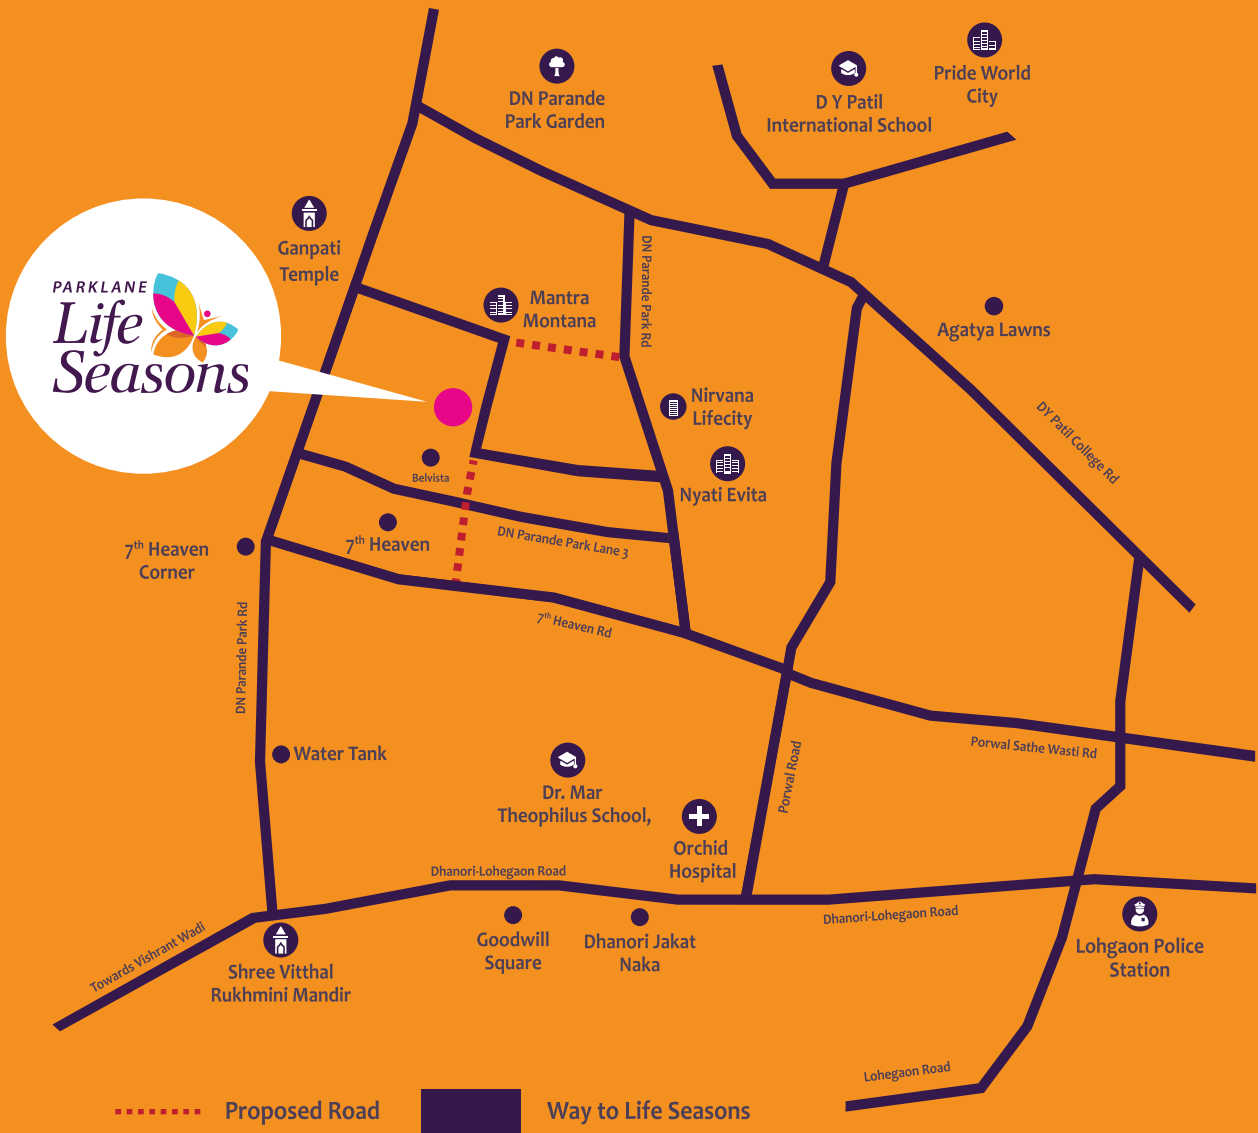 Pride World
City
DN Parande
Park Garden
D Y Patil
International School
Ganpati
Temple
PARKLANE
Life
Seasons
DN Parande Park Rd
Mantra
Montana
Agatya Lawns
Nirvana
Lifecity
DY Patil College Rd
Belvista
Nyati Evita
7th Heaven
Corner
7th Heaven
DN Parande Park Lane 3
7th Heaven Rd
DN Parande Park Rd
Water Tank
Porwal Sathe Wasti Rd
Porwal Road
Dr. Mar
Theophilus School,
Orchid
Hospital
Dhanori-Lohegaon Road
Dhanori-Lohegaon Road
Towards Vishrant Wadi
Goodwill
Square
Dhanori Jakat
Naka
Lohgaon Police
Station
Shree Vitthal
Rukhmini Mandir
Lohegaon Road
Proposed Road
Way to Life Seasons